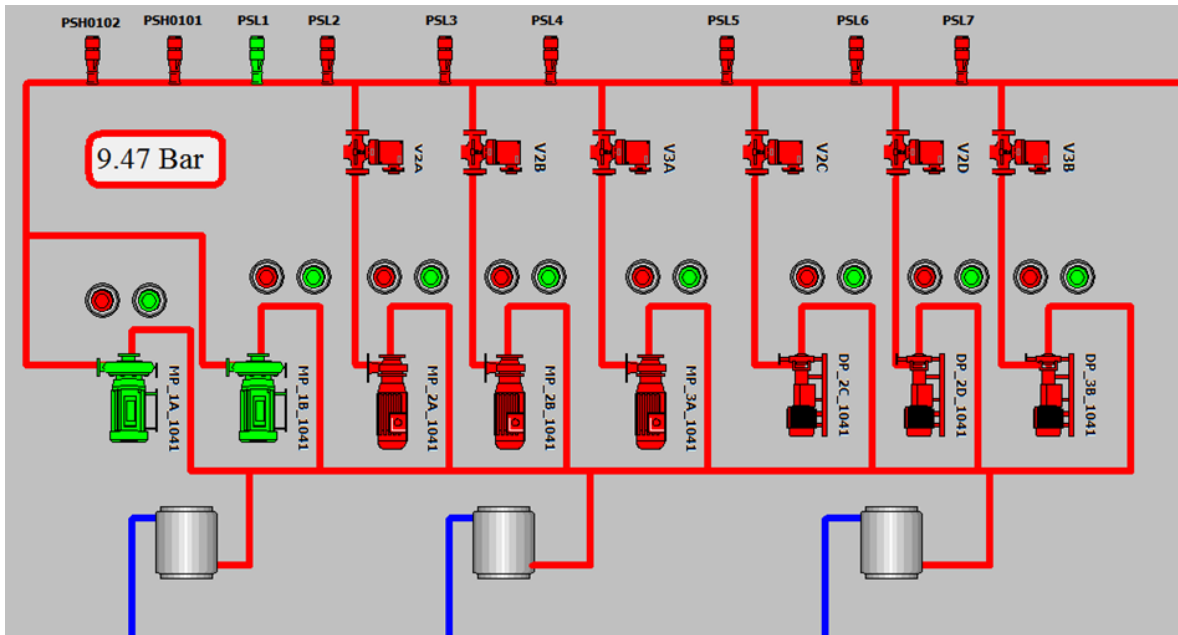 PSH0102
PSH0101
PSL1
PSL2
PSL3
PSL4
PSL5
PSL6
PSL7
9.47 Bar
V2A
V2B
V3A
V2C
V2D
V3B
MP_1A_1041
MP_1B_1041
MP_2A_1041
MP_2B_1041
MP_3A_1041
DP_2C_1041
DP_2D_1041
DP_3B_1041